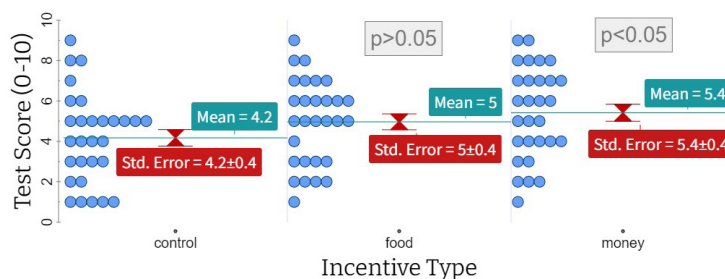 Test Score (0-10)
10
8
6
4
2
0
p>0.05
p<0.05
Mean = 4.2
Std. Error = 4.2±0.4
Mean = 5
Std. Error = 5±0.4
Mean = 5.4
Std. Error = 5.4±0.4
control
food
money
Incentive Type